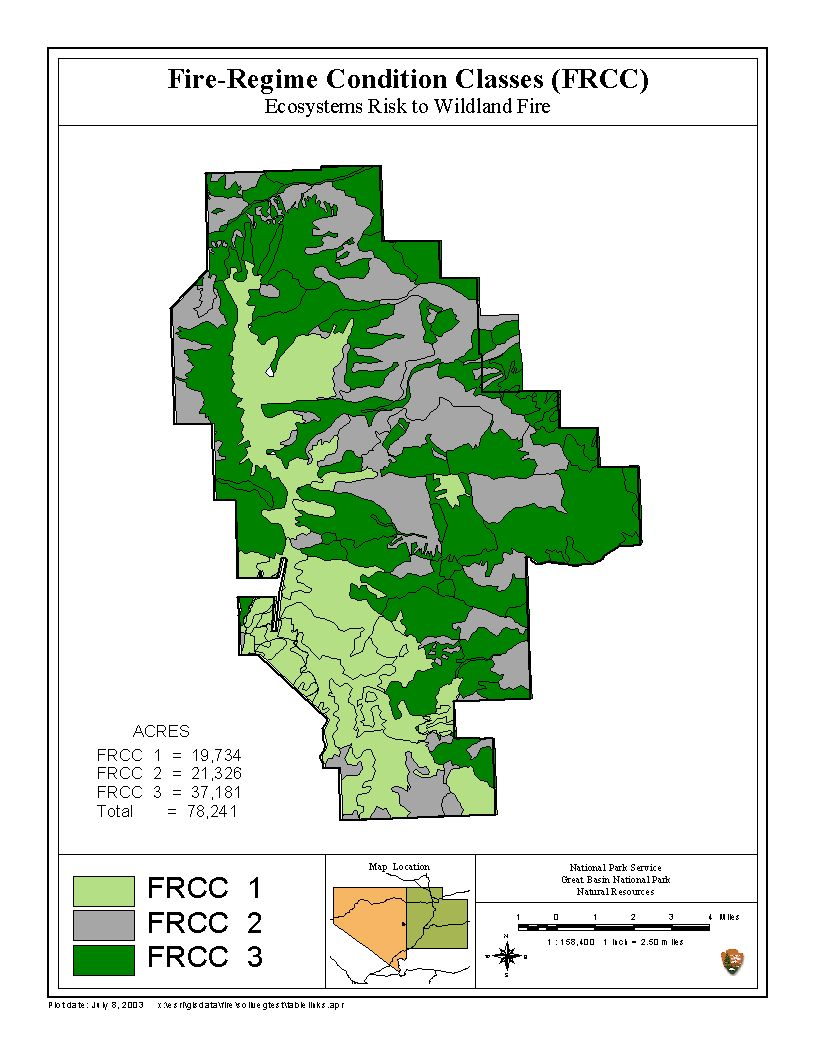 Fire-Regime Condition Classes (FRCC)
Ecosystems Risk to Wildland Fire
ACRES
FRCC 1 = 19,734
FRCC 2 = 21,326
FRCC 3 = 37,181
Total = 78,241
FRCC 1
FRCC 2
FRCC 3
Map Location
National Park Service
Great Basin National Park
Natural Resources
1 0 1 2 3 4 Miles
1 : 158,400 1 Inch = 2.50 miles
N
W E
S
Plot date: July 8, 2003